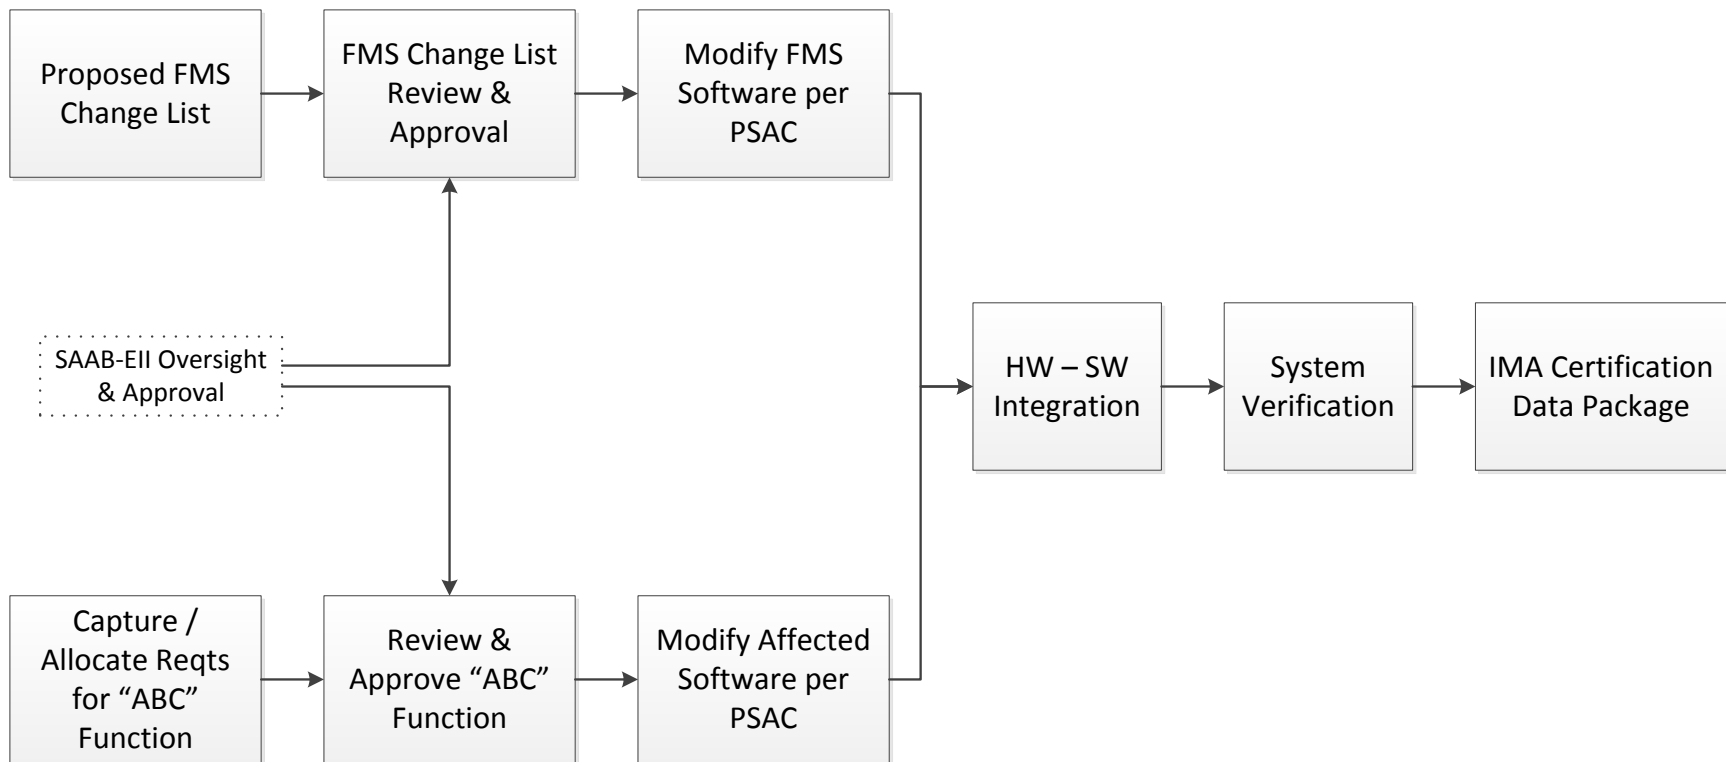 Proposed FMS
Change List
FMS Change List
Review &
Approval
Modify FMS
Software per
PSAC
SAAB-EII Oversight
& Approval
HW – SW
Integration
System
Verification
IMA Certification
Data Package
Capture /
Allocate Reqts
for “ABC”
Function
Review &
Approve “ABC”
Function
Modify Affected
Software per
PSAC